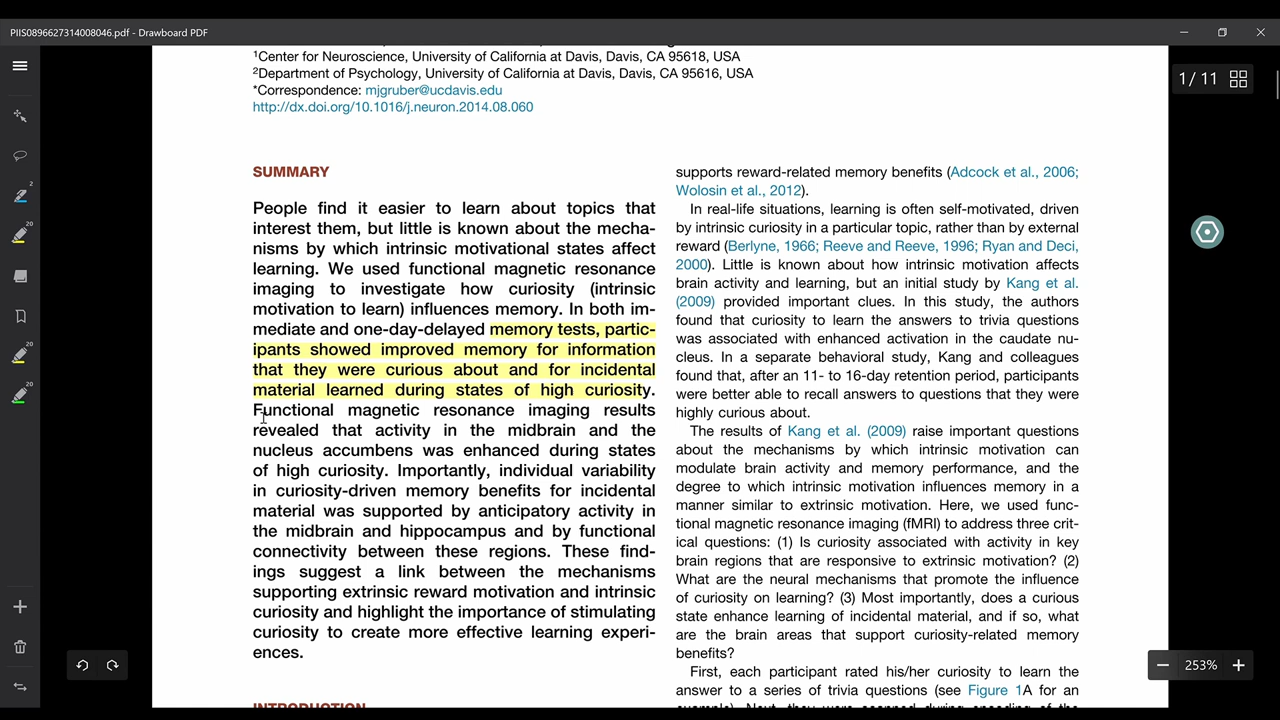 PIIS0896627314008046.pdf - Drawboard PDF
1Center for Neuroscience, University of California at Davis, Davis, CA 95618, USA
2Department of Psychology, University of California at Davis, Davis, CA 95616, USA
*Correspondence: mjgruber@ucdavis.edu
http://dx.doi.org/10.1016/j.neuron.2014.08.060
1 / 11
SUMMARY
People find it easier to learn about topics that
interest them, but little is known about the mecha-
nisms by which intrinsic motivational states affect
learning. We used functional magnetic resonance
imaging to investigate how curiosity (intrinsic
motivation to learn) influences memory. In both im-
mediate and one-day-delayed memory tests, partic-
ipants showed improved memory for information
that they were curious about and for incidental
material learned during states of high curiosity.
Functional magnetic resonance imaging results
revealed that activity in the midbrain and the
nucleus accumbens was enhanced during states
of high curiosity. Importantly, individual variability
in curiosity-driven memory benefits for incidental
material was supported by anticipatory activity in
the midbrain and hippocampus and by functional
connectivity between these regions. These find-
ings suggest a link between the mechanisms
supporting extrinsic reward motivation and intrinsic
curiosity and highlight the importance of stimulating
curiosity to create more effective learning experi-
ences.
INTRODUCTION
supports reward-related memory benefits (Adcock et al., 2006;
Wolosin et al., 2012).
In real-life situations, learning is often self-motivated, driven
by intrinsic curiosity in a particular topic, rather than by external
reward (Berlyne, 1966; Reeve and Reeve, 1996; Ryan and Deci,
2000). Little is known about how intrinsic motivation affects
brain activity and learning, but an initial study by Kang et al.
(2009) provided important clues. In this study, the authors
found that curiosity to learn the answers to trivia questions
was associated with enhanced activation in the caudate nu-
cleus. In a separate behavioral study, Kang and colleagues
found that, after an 11- to 16-day retention period, participants
were better able to recall answers to questions that they were
highly curious about.
The results of Kang et al. (2009) raise important questions
about the mechanisms by which intrinsic motivation can
modulate brain activity and memory performance, and the
degree to which intrinsic motivation influences memory in a
manner similar to extrinsic motivation. Here, we used func-
tional magnetic resonance imaging (fMRI) to address three crit-
ical questions: (1) Is curiosity associated with activity in key
brain regions that are responsive to extrinsic motivation? (2)
What are the neural mechanisms that promote the influence
of curiosity on learning? (3) Most importantly, does a curious
state enhance learning of incidental material, and if so, what
are the brain areas that support curiosity-related memory
benefits?
First, each participant rated his/her curiosity to learn the
answer to a series of trivia questions (see Figure 1A for an
2
20
20
20
253%